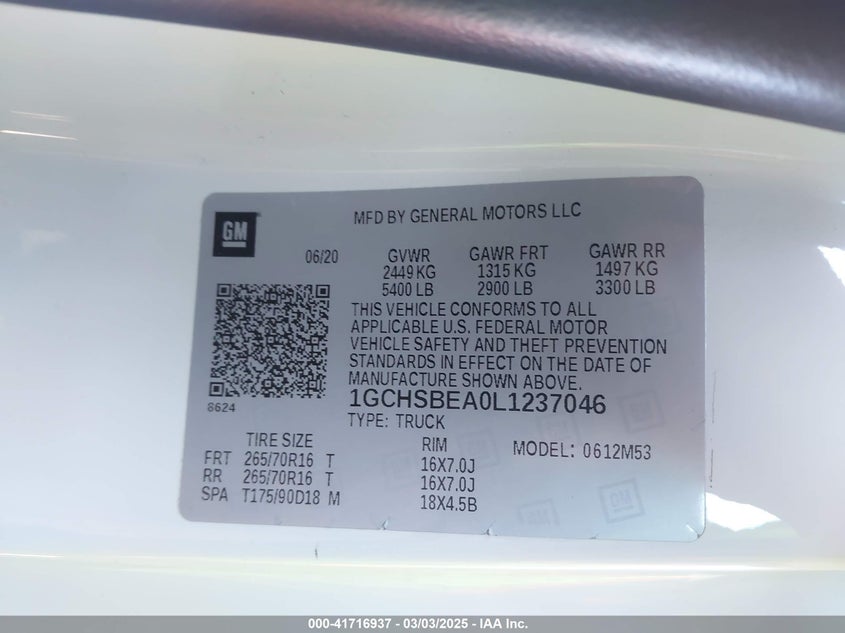 GM
MFD BY GENERAL MOTORS LLC
06/20
GVWR GAWR FRT GAWR RR
2449 KG 1315 KG 1497 KG
5400 LB 2900 LB 3300 LB
THIS VEHICLE CONFORMS TO ALL
APPLICABLE U.S. FEDERAL MOTOR
VEHICLE SAFETY AND THEFT PREVENTION
STANDARDS IN EFFECT ON THE DATE OF
MANUFACTURE SHOWN ABOVE.
8624
1GCHSBEA0L1237046
TYPE: TRUCK
TIRE SIZE RIM MODEL: 0612M53
FRT 265/70R16 T 16X7.0J
RR 265/70R16 T 16X7.0J
SPA T175/90D18 M 18X4.5B
GM
GM
000-41716937 - 03/03/2025 - IAA Inc.